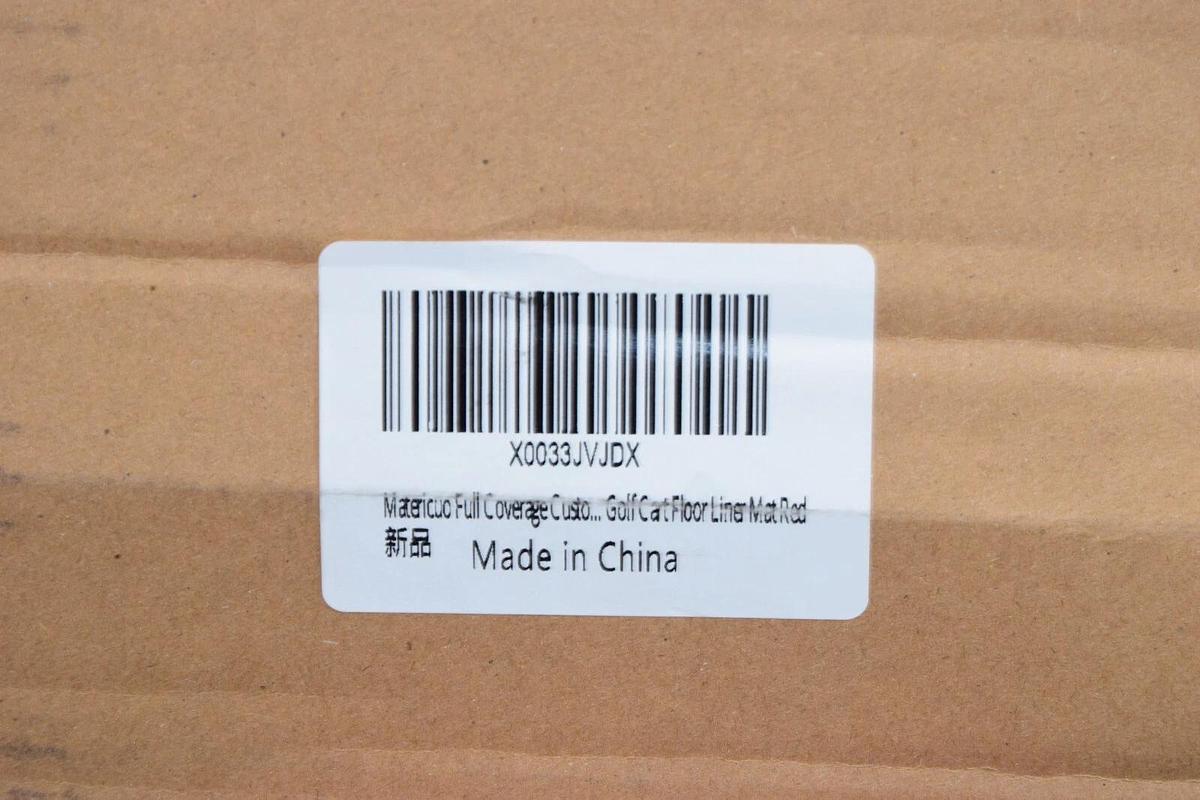 X0033JVJDX
Matericuo Full Coverage Custo... Golf Cart Floor Liner Mat Red
新品
Made in China